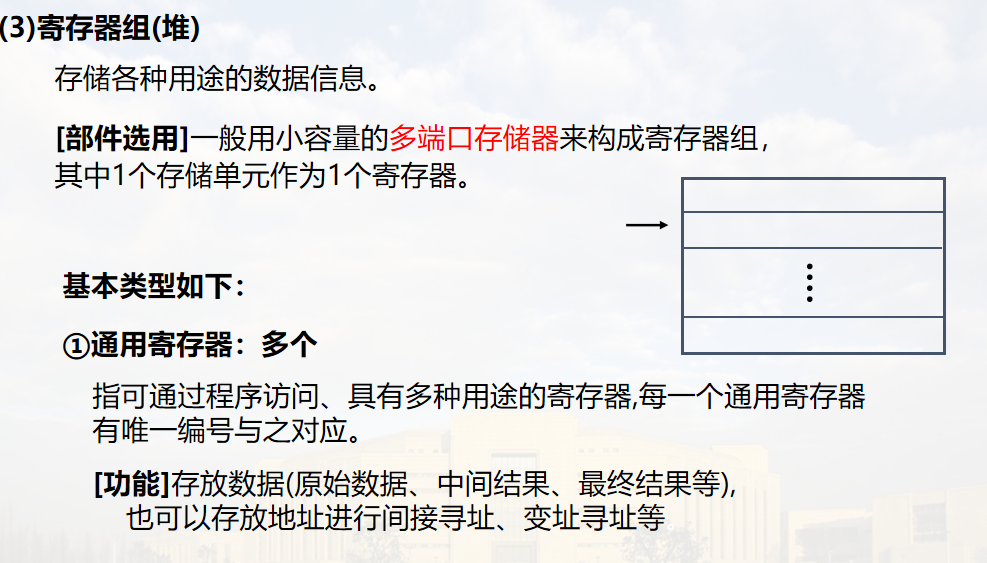 (3)寄存器组(堆)
存储各种用途的数据信息。
[部件选用]一般用小容量的多端口存储器来构成寄存器组，
其中1个存储单元作为1个寄存器。
基本类型如下：
①通用寄存器：多个
指可通过程序访问、具有多种用途的寄存器,每一个通用寄存器
有唯一编号与之对应。
[功能]存放数据(原始数据、中间结果、最终结果等),
也可以存放地址进行间接寻址、变址寻址等